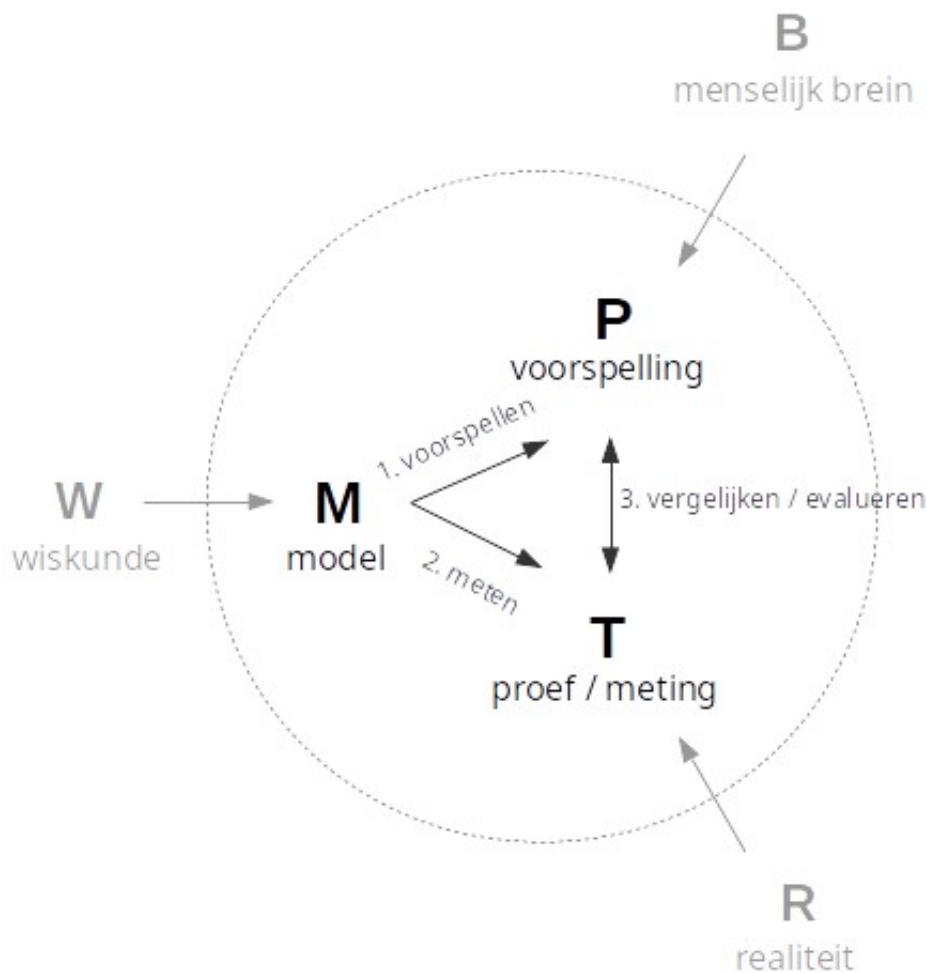 B
menselijk brein
P
voorspelling
1. voorspellen
W
wiskunde
M
model
3. vergelijken / evalueren
2. meten
T
proef / meting
R
realiteit